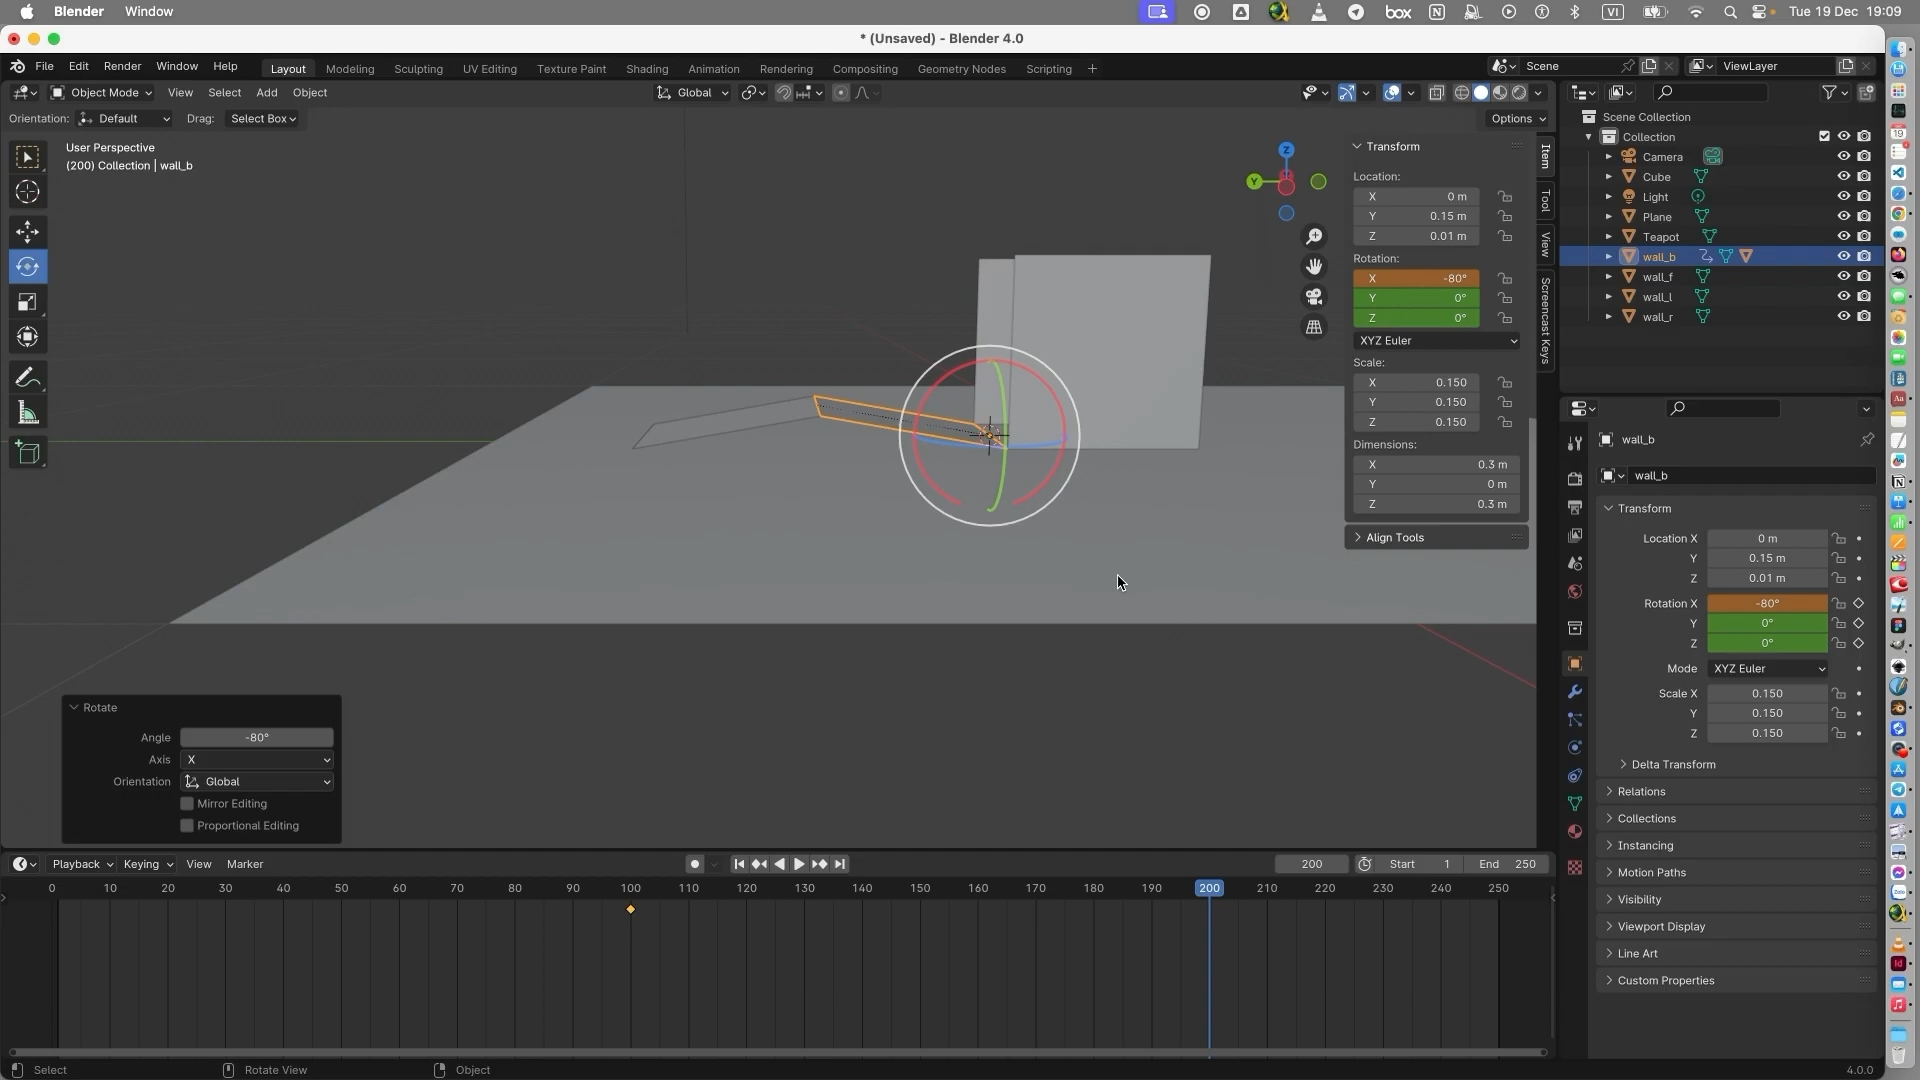 Blender Window box VI Tue 19 Dec 19:09
* (Unsaved) - Blender 4.0
File Edit Render Window Help Layout Modeling Sculpting UV Editing Texture Paint Shading Animation Rendering Compositing Geometry Nodes Scripting + Scene ViewLayer
Object Mode View Select Add Object Global
Orientation: Default Drag: Select Box Options
User Perspective
(200) Collection | wall_b
Z
Y
Item
Tool
View
Screencast Keys
Transform
Location:
X 0 m
Y 0.15 m
Z 0.01 m
Rotation:
X -80°
Y 0°
Z 0°
XYZ Euler
Scale:
X 0.150
Y 0.150
Z 0.150
Dimensions:
X 0.3 m
Y 0 m
Z 0.3 m
Align Tools
Scene Collection
Collection
Camera
Cube
Light
Plane
Teapot
wall_b
wall_f
wall_l
wall_r
wall_b
wall_b
Transform
Location X 0 m
Y 0.15 m
Z 0.01 m
Rotation X -80°
Y 0°
Z 0°
Mode XYZ Euler
Scale X 0.150
Y 0.150
Z 0.150
Delta Transform
Relations
Collections
Instancing
Motion Paths
Visibility
Viewport Display
Line Art
Custom Properties
Rotate
Angle -80°
Axis X
Orientation Global
Mirror Editing
Proportional Editing
Playback Keying View Marker 200 Start 1 End 250
0 10 20 30 40 50 60 70 80 90 100 110 120 130 140 150 160 170 180 190 200 210 220 230 240 250
Select Rotate View Object 4.0.0